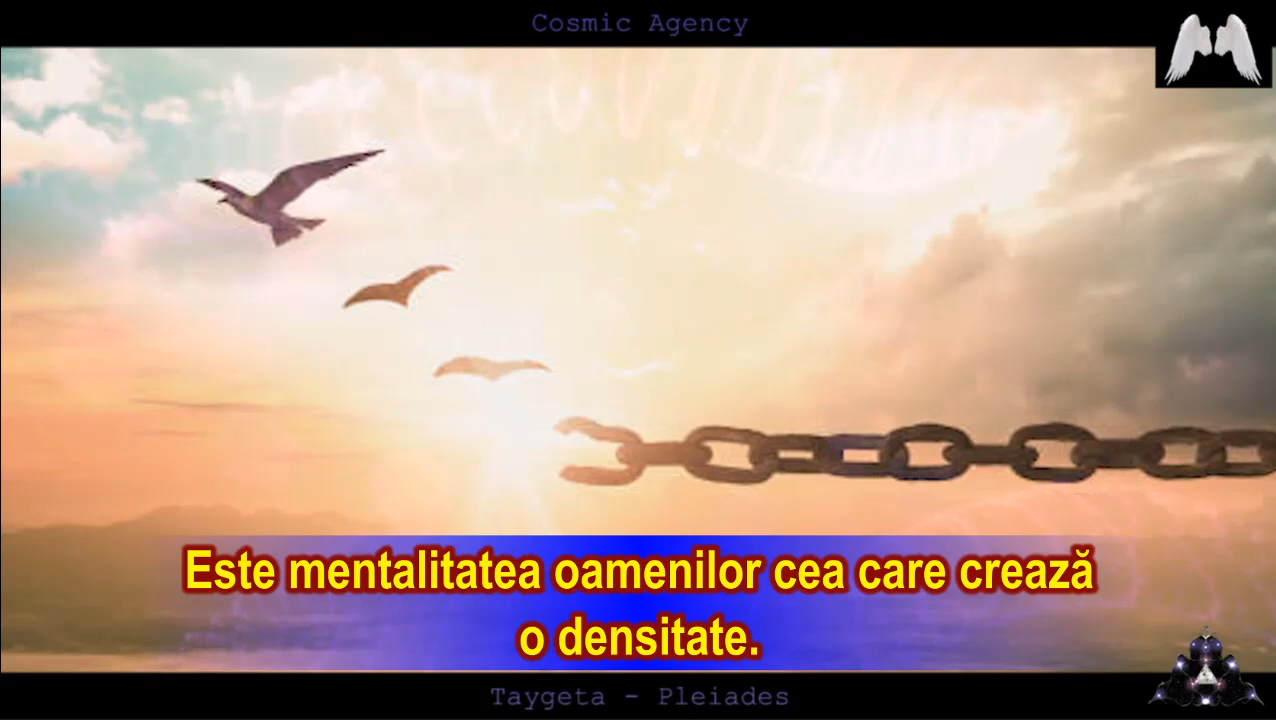 Cosmic Agency
Este mentalitatea oamenilor cea care crează
o densitate.
Taygeta - Pleiades